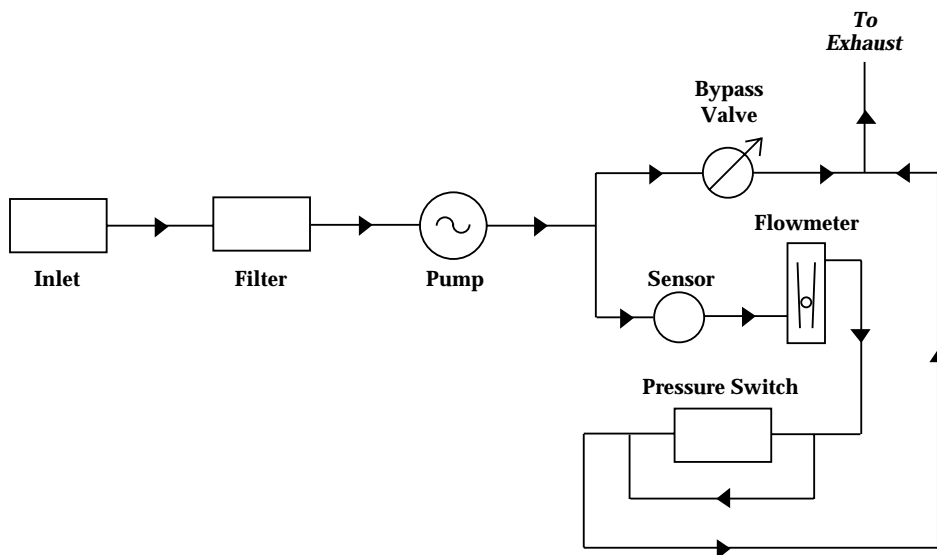 To
Exhaust
Bypass
Valve
Flowmeter
Inlet
Filter
Pump
Sensor
Pressure Switch